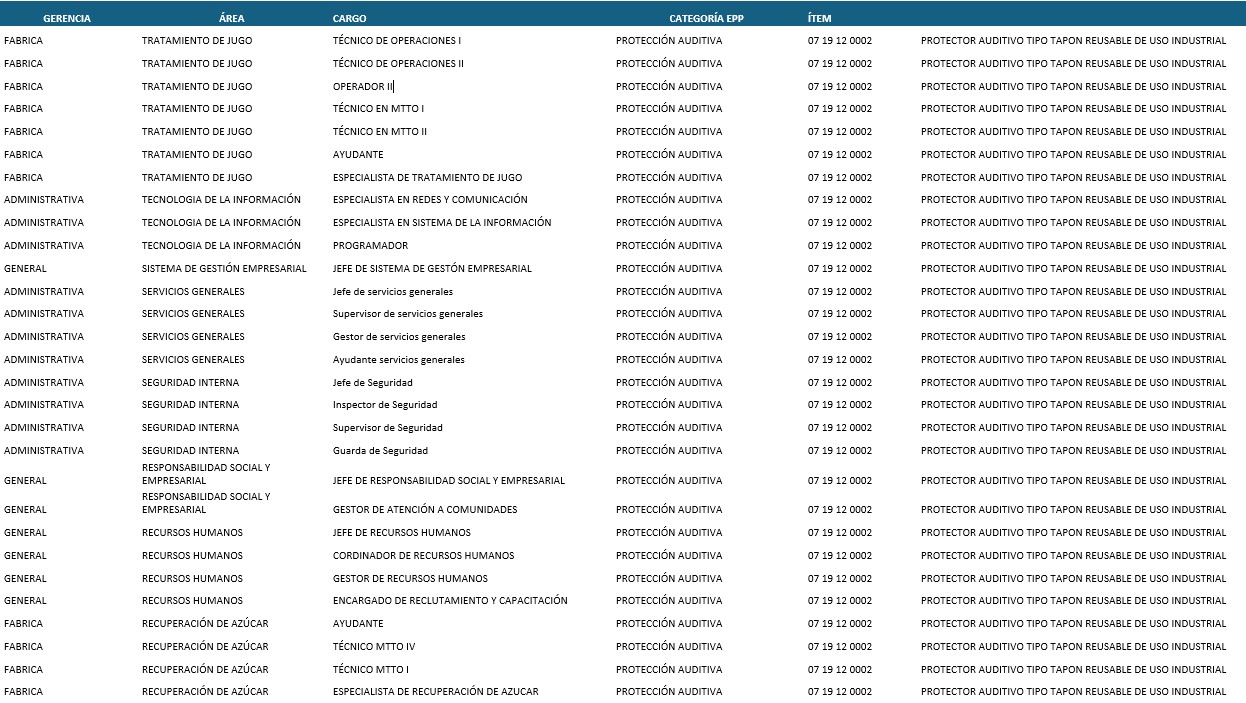 GERENCIA ÁREA CARGO CATEGORÍA EPP ÍTEM
FABRICA TRATAMIENTO DE JUGO TÉCNICO DE OPERACIONES I PROTECCIÓN AUDITIVA 07 19 12 0002 PROTECTOR AUDITIVO TIPO TAPON REUSABLE DE USO INDUSTRIAL
FABRICA TRATAMIENTO DE JUGO TÉCNICO DE OPERACIONES II PROTECCIÓN AUDITIVA 07 19 12 0002 PROTECTOR AUDITIVO TIPO TAPON REUSABLE DE USO INDUSTRIAL
FABRICA TRATAMIENTO DE JUGO OPERADOR II PROTECCIÓN AUDITIVA 07 19 12 0002 PROTECTOR AUDITIVO TIPO TAPON REUSABLE DE USO INDUSTRIAL
FABRICA TRATAMIENTO DE JUGO TÉCNICO EN MTTO I PROTECCIÓN AUDITIVA 07 19 12 0002 PROTECTOR AUDITIVO TIPO TAPON REUSABLE DE USO INDUSTRIAL
FABRICA TRATAMIENTO DE JUGO TÉCNICO EN MTTO II PROTECCIÓN AUDITIVA 07 19 12 0002 PROTECTOR AUDITIVO TIPO TAPON REUSABLE DE USO INDUSTRIAL
FABRICA TRATAMIENTO DE JUGO AYUDANTE PROTECCIÓN AUDITIVA 07 19 12 0002 PROTECTOR AUDITIVO TIPO TAPON REUSABLE DE USO INDUSTRIAL
FABRICA TRATAMIENTO DE JUGO ESPECIALISTA DE TRATAMIENTO DE JUGO PROTECCIÓN AUDITIVA 07 19 12 0002 PROTECTOR AUDITIVO TIPO TAPON REUSABLE DE USO INDUSTRIAL
ADMINISTRATIVA TECNOLOGIA DE LA INFORMACIÓN ESPECIALISTA EN REDES Y COMUNICACIÓN PROTECCIÓN AUDITIVA 07 19 12 0002 PROTECTOR AUDITIVO TIPO TAPON REUSABLE DE USO INDUSTRIAL
ADMINISTRATIVA TECNOLOGIA DE LA INFORMACIÓN ESPECIALISTA EN SISTEMA DE LA INFORMACIÓN PROTECCIÓN AUDITIVA 07 19 12 0002 PROTECTOR AUDITIVO TIPO TAPON REUSABLE DE USO INDUSTRIAL
ADMINISTRATIVA TECNOLOGIA DE LA INFORMACIÓN PROGRAMADOR PROTECCIÓN AUDITIVA 07 19 12 0002 PROTECTOR AUDITIVO TIPO TAPON REUSABLE DE USO INDUSTRIAL
GENERAL SISTEMA DE GESTIÓN EMPRESARIAL JEFE DE SISTEMA DE GESTÓN EMPRESARIAL PROTECCIÓN AUDITIVA 07 19 12 0002 PROTECTOR AUDITIVO TIPO TAPON REUSABLE DE USO INDUSTRIAL
ADMINISTRATIVA SERVICIOS GENERALES Jefe de servicios generales PROTECCIÓN AUDITIVA 07 19 12 0002 PROTECTOR AUDITIVO TIPO TAPON REUSABLE DE USO INDUSTRIAL
ADMINISTRATIVA SERVICIOS GENERALES Supervisor de servicios generales PROTECCIÓN AUDITIVA 07 19 12 0002 PROTECTOR AUDITIVO TIPO TAPON REUSABLE DE USO INDUSTRIAL
ADMINISTRATIVA SERVICIOS GENERALES Gestor de servicios generales PROTECCIÓN AUDITIVA 07 19 12 0002 PROTECTOR AUDITIVO TIPO TAPON REUSABLE DE USO INDUSTRIAL
ADMINISTRATIVA SERVICIOS GENERALES Ayudante servicios generales PROTECCIÓN AUDITIVA 07 19 12 0002 PROTECTOR AUDITIVO TIPO TAPON REUSABLE DE USO INDUSTRIAL
ADMINISTRATIVA SEGURIDAD INTERNA Jefe de Seguridad PROTECCIÓN AUDITIVA 07 19 12 0002 PROTECTOR AUDITIVO TIPO TAPON REUSABLE DE USO INDUSTRIAL
ADMINISTRATIVA SEGURIDAD INTERNA Inspector de Seguridad PROTECCIÓN AUDITIVA 07 19 12 0002 PROTECTOR AUDITIVO TIPO TAPON REUSABLE DE USO INDUSTRIAL
ADMINISTRATIVA SEGURIDAD INTERNA Supervisor de Seguridad PROTECCIÓN AUDITIVA 07 19 12 0002 PROTECTOR AUDITIVO TIPO TAPON REUSABLE DE USO INDUSTRIAL
ADMINISTRATIVA SEGURIDAD INTERNA Guarda de Seguridad PROTECCIÓN AUDITIVA 07 19 12 0002 PROTECTOR AUDITIVO TIPO TAPON REUSABLE DE USO INDUSTRIAL
RESPONSABILIDAD SOCIAL Y
GENERAL EMPRESARIAL JEFE DE RESPONSABILIDAD SOCIAL Y EMPRESARIAL PROTECCIÓN AUDITIVA 07 19 12 0002 PROTECTOR AUDITIVO TIPO TAPON REUSABLE DE USO INDUSTRIAL
RESPONSABILIDAD SOCIAL Y
GENERAL EMPRESARIAL GESTOR DE ATENCIÓN A COMUNIDADES PROTECCIÓN AUDITIVA 07 19 12 0002 PROTECTOR AUDITIVO TIPO TAPON REUSABLE DE USO INDUSTRIAL
GENERAL RECURSOS HUMANOS JEFE DE RECURSOS HUMANOS PROTECCIÓN AUDITIVA 07 19 12 0002 PROTECTOR AUDITIVO TIPO TAPON REUSABLE DE USO INDUSTRIAL
GENERAL RECURSOS HUMANOS CORDINADOR DE RECURSOS HUMANOS PROTECCIÓN AUDITIVA 07 19 12 0002 PROTECTOR AUDITIVO TIPO TAPON REUSABLE DE USO INDUSTRIAL
GENERAL RECURSOS HUMANOS GESTOR DE RECURSOS HUMANOS PROTECCIÓN AUDITIVA 07 19 12 0002 PROTECTOR AUDITIVO TIPO TAPON REUSABLE DE USO INDUSTRIAL
GENERAL RECURSOS HUMANOS ENCARGADO DE RECLUTAMIENTO Y CAPACITACIÓN PROTECCIÓN AUDITIVA 07 19 12 0002 PROTECTOR AUDITIVO TIPO TAPON REUSABLE DE USO INDUSTRIAL
FABRICA RECUPERACIÓN DE AZÚCAR AYUDANTE PROTECCIÓN AUDITIVA 07 19 12 0002 PROTECTOR AUDITIVO TIPO TAPON REUSABLE DE USO INDUSTRIAL
FABRICA RECUPERACIÓN DE AZÚCAR TÉCNICO MTTO IV PROTECCIÓN AUDITIVA 07 19 12 0002 PROTECTOR AUDITIVO TIPO TAPON REUSABLE DE USO INDUSTRIAL
FABRICA RECUPERACIÓN DE AZÚCAR TÉCNICO MTTO I PROTECCIÓN AUDITIVA 07 19 12 0002 PROTECTOR AUDITIVO TIPO TAPON REUSABLE DE USO INDUSTRIAL
FABRICA RECUPERACIÓN DE AZÚCAR ESPECIALISTA DE RECUPERACIÓN DE AZUCAR PROTECCIÓN AUDITIVA 07 19 12 0002 PROTECTOR AUDITIVO TIPO TAPON REUSABLE DE USO INDUSTRIAL